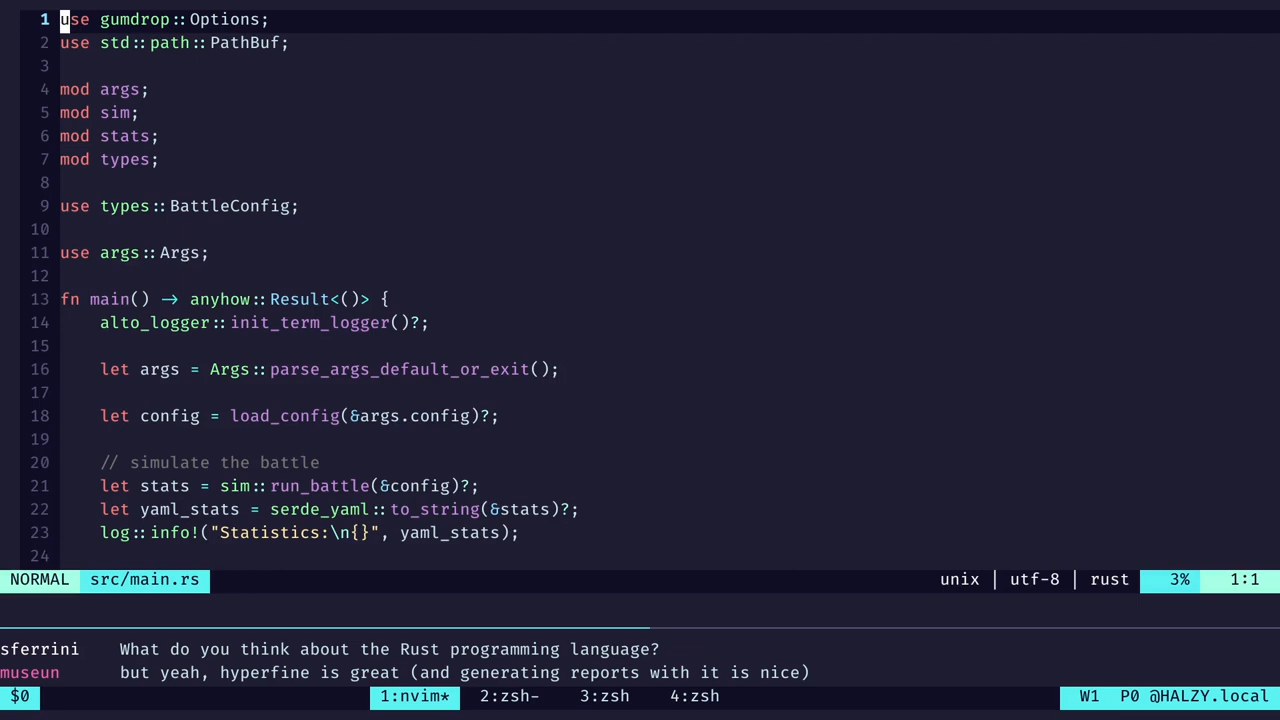 1 use gumdrop::Options;
2 use std::path::PathBuf;
3
4 mod args;
5 mod sim;
6 mod stats;
7 mod types;
8
9 use types::BattleConfig;
10
11 use args::Args;
12
13 fn main() -> anyhow::Result<()> {
14 alto_logger::init_term_logger()?;
15
16 let args = Args::parse_args_default_or_exit();
17
18 let config = load_config(&args.config)?;
19
20 // simulate the battle
21 let stats = sim::run_battle(&config)?;
22 let yaml_stats = serde_yaml::to_string(&stats)?;
23 log::info!("Statistics:\n{}", yaml_stats);
24
NORMAL src/main.rs unix | utf-8 | rust 3% 1:1
sferrini What do you think about the Rust programming language?
museun but yeah, hyperfine is great (and generating reports with it is nice)
$0 1:nvim* 2:zsh- 3:zsh 4:zsh W1 P0 @HALZY.local